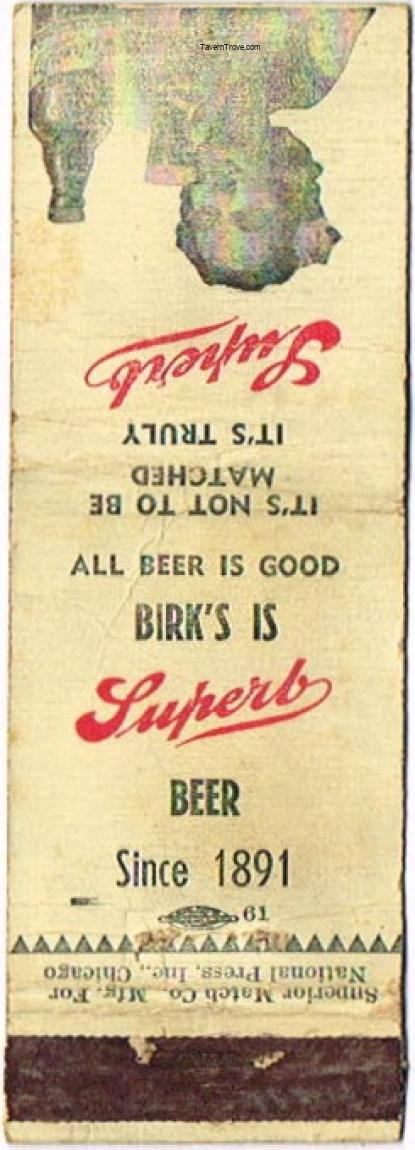 TavernTrove.com
Superb
IT'S TRULY
MATCHED
IT'S NOT TO BE
ALL BEER IS GOOD
BIRK'S IS
Superb
BEER
Since 1891
61
Superior Match Co. Mfg. For
National Press, Inc., Chicago